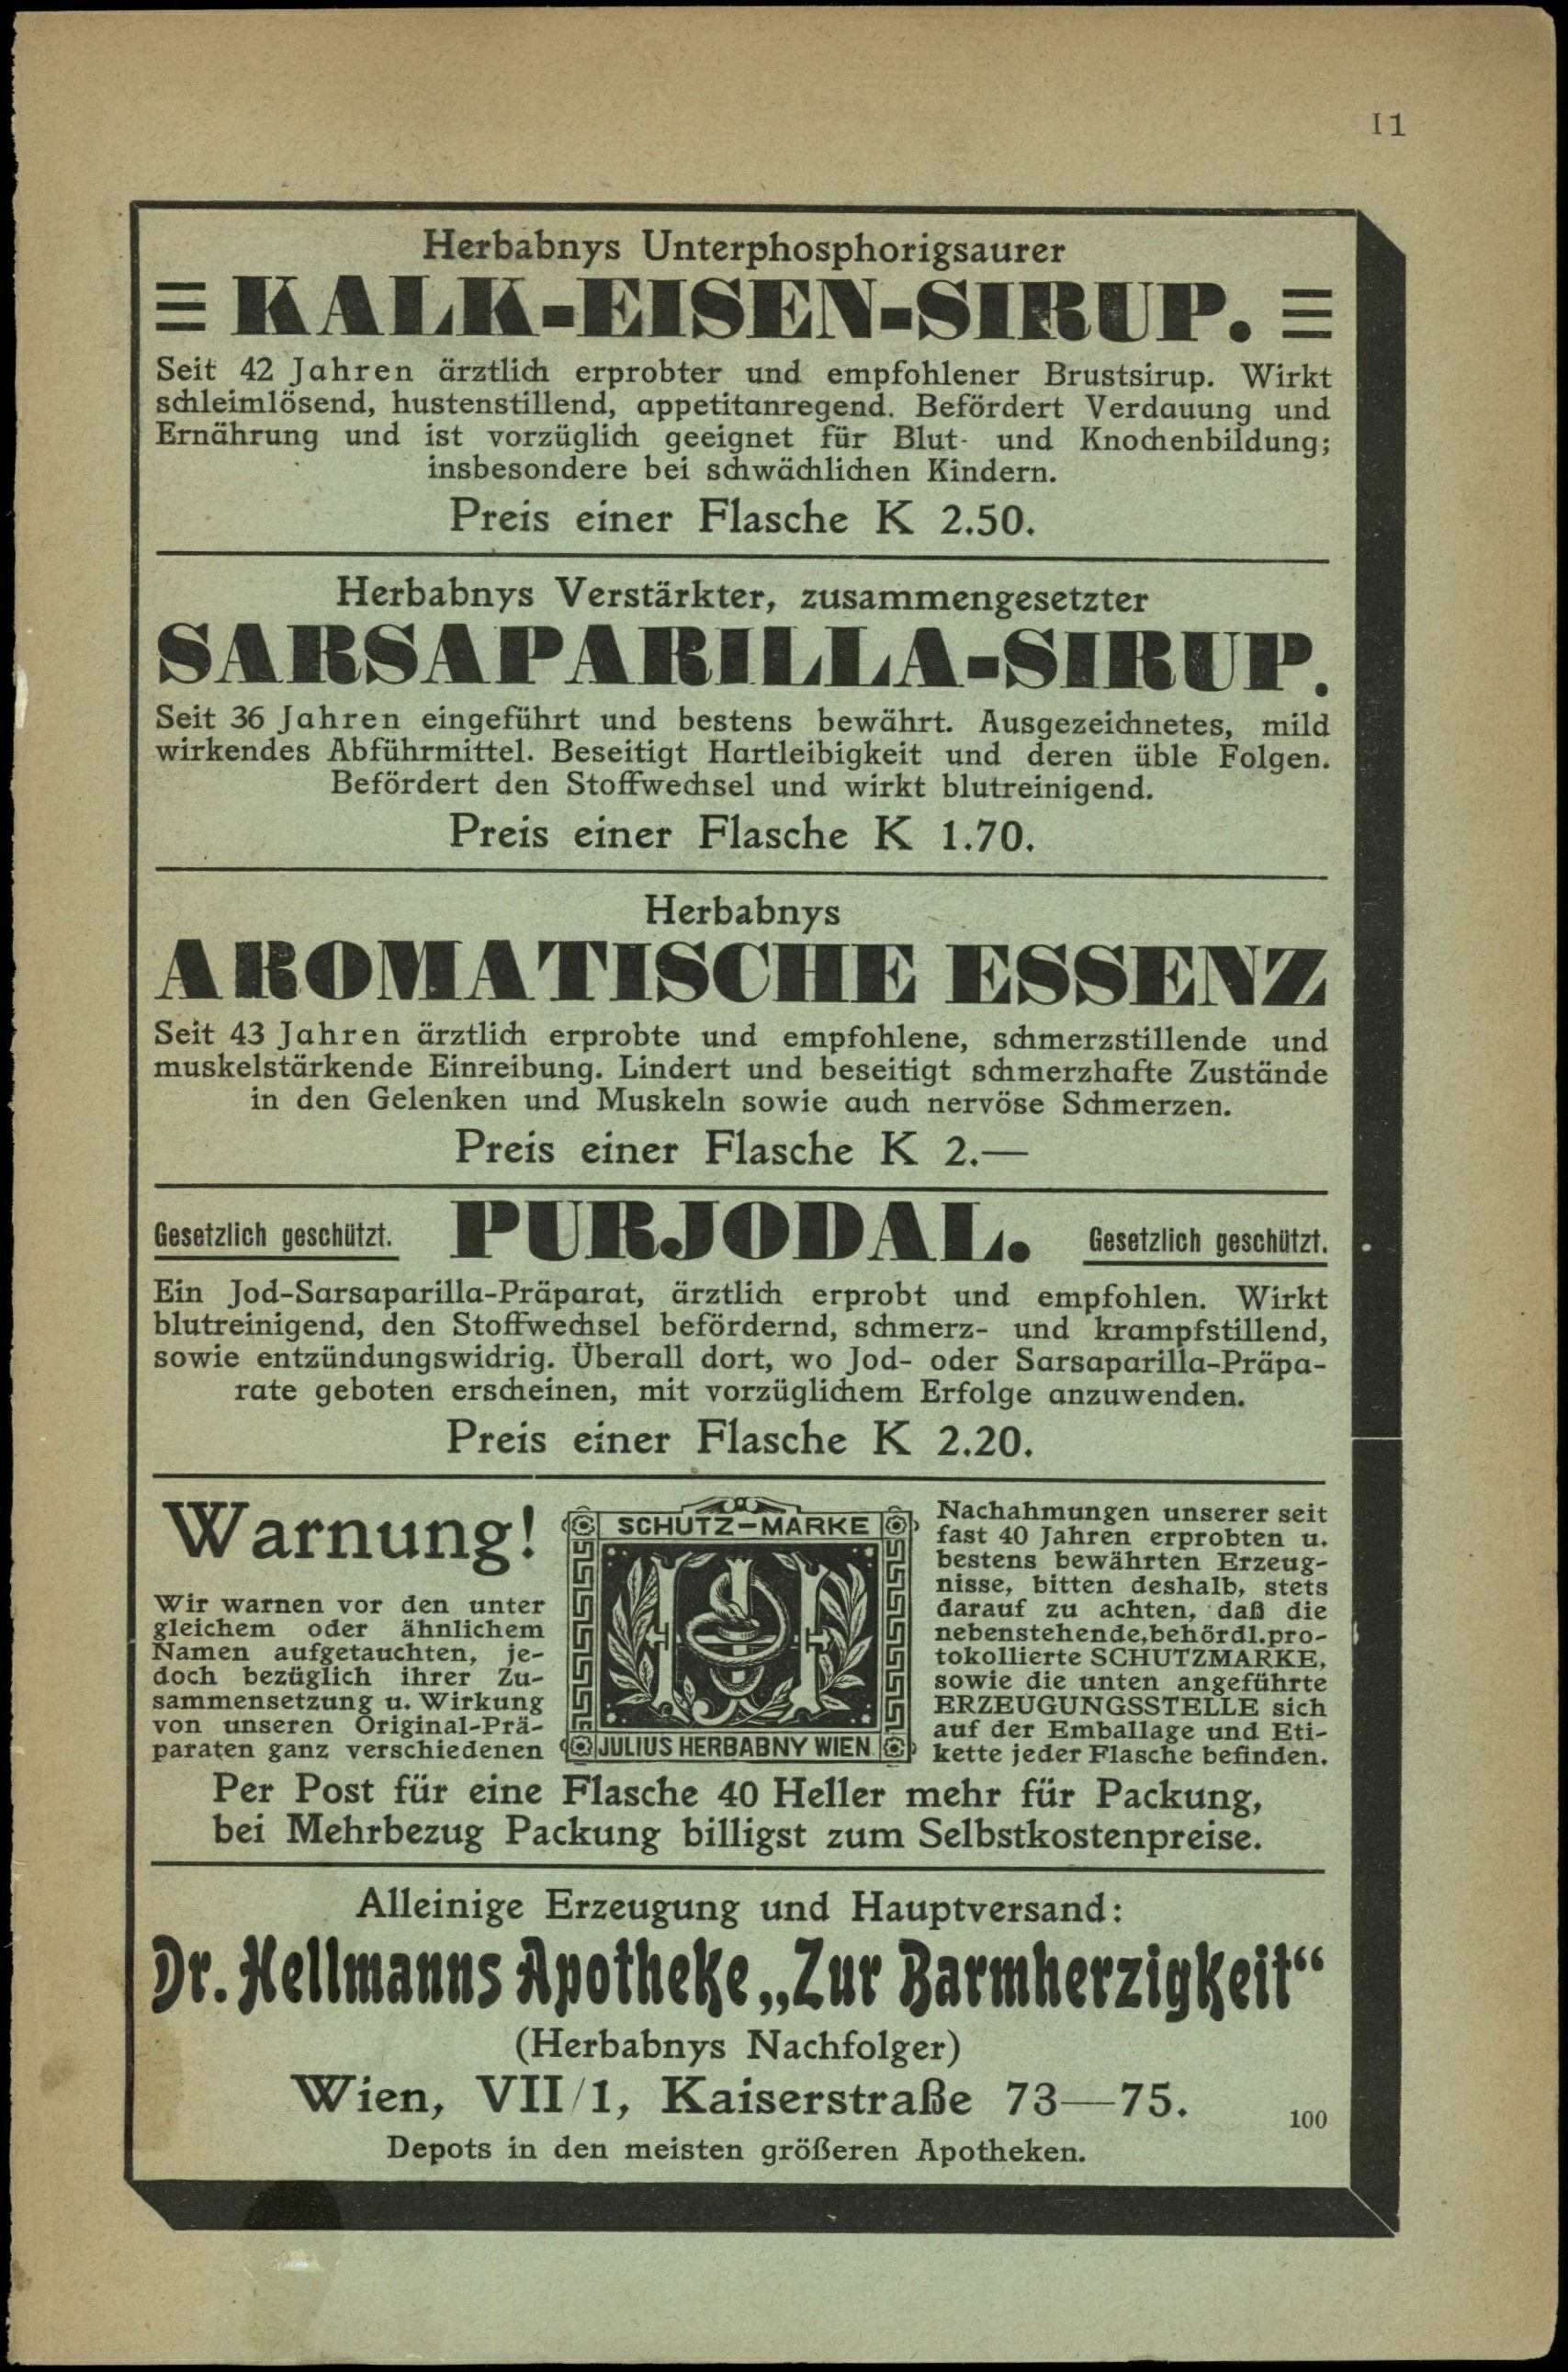 11
Herbabnys Unterphosphorigsaurer
≡ KALK-EISEN-SIRUP. ≡
Seit 42 Jahren ärztlich erprobter und empfohlener Brustsirup. Wirkt
schleimlösend, hustenstillend, appetitanregend. Befördert Verdauung und
Ernährung und ist vorzüglich geeignet für Blut- und Knochenbildung;
insbesondere bei schwächlichen Kindern.
Preis einer Flasche K 2.50.
Herbabnys Verstärkter, zusammengesetzter
SARSAPARILLA-SIRUP.
Seit 36 Jahren eingeführt und bestens bewährt. Ausgezeichnetes, mild
wirkendes Abführmittel. Beseitigt Hartleibigkeit und deren üble Folgen.
Befördert den Stoffwechsel und wirkt blutreinigend.
Preis einer Flasche K 1.70.
Herbabnys
AROMATISCHE ESSENZ
Seit 43 Jahren ärztlich erprobte und empfohlene, schmerzstillende und
muskelstärkende Einreibung. Lindert und beseitigt schmerzhafte Zustände
in den Gelenken und Muskeln sowie auch nervöse Schmerzen.
Preis einer Flasche K 2.—
Gesetzlich geschützt. PURJODAL. Gesetzlich geschützt.
Ein Jod-Sarsaparilla-Präparat, ärztlich erprobt und empfohlen. Wirkt
blutreinigend, den Stoffwechsel befördernd, schmerz- und krampfstillend,
sowie entzündungswidrig. Überall dort, wo Jod- oder Sarsaparilla-Präpa-
rate geboten erscheinen, mit vorzüglichem Erfolge anzuwenden.
Preis einer Flasche K 2.20.
Warnung!
Wir warnen vor den unter
gleichem oder ähnlichem
Namen aufgetauchten, je-
doch bezüglich ihrer Zu-
sammensetzung u. Wirkung
von unseren Original-Prä-
paraten ganz verschiedenen
SCHUTZ-MARKE
JULIUS HERBABNY WIEN
Nachahmungen unserer seit
fast 40 Jahren erprobten u.
bestens bewährten Erzeug-
nisse, bitten deshalb, stets
darauf zu achten, daß die
nebenstehende,behördl.pro-
tokollierte SCHUTZMARKE,
sowie die unten angeführte
ERZEUGUNGSSTELLE sich
auf der Emballage und Eti-
kette jeder Flasche befinden.
Per Post für eine Flasche 40 Heller mehr für Packung,
bei Mehrbezug Packung billigst zum Selbstkostenpreise.
Alleinige Erzeugung und Hauptversand:
Dr. Hellmanns Apotheke „Zur Barmherzigkeit“
(Herbabnys Nachfolger)
Wien, VII/1, Kaiserstraße 73—75.
100
Depots in den meisten größeren Apotheken.